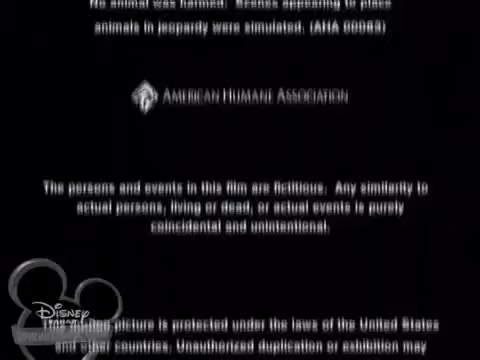 No animal was harmed. Scenes appearing to place
animals in jeopardy were simulated. (AHA 00063)
AMERICAN HUMANE ASSOCIATION
The persons and events in this film are fictitious. Any similarity to
actual persons, living or dead, or actual events is purely
coincidental and unintentional.
DISNEY
picture is protected under the laws of the United States
and other countries. Unauthorized duplication or exhibition may